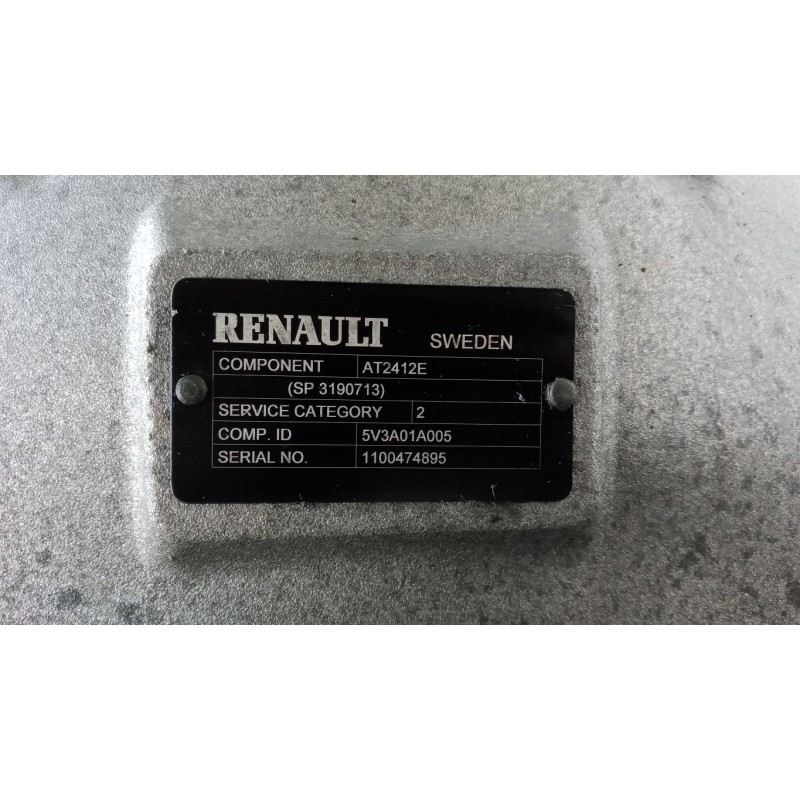 RENAULT SWEDEN
COMPONENT AT2412E
(SP 3190713)
SERVICE CATEGORY 2
COMP. ID 5V3A01A005
SERIAL NO. 1100474895